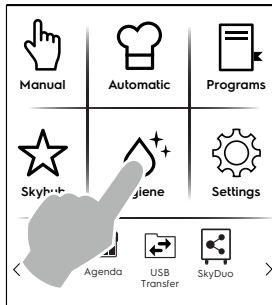 Manual Automatic Programs
Skyhub giene Settings
Agenda USB SkyDuo
Transfer